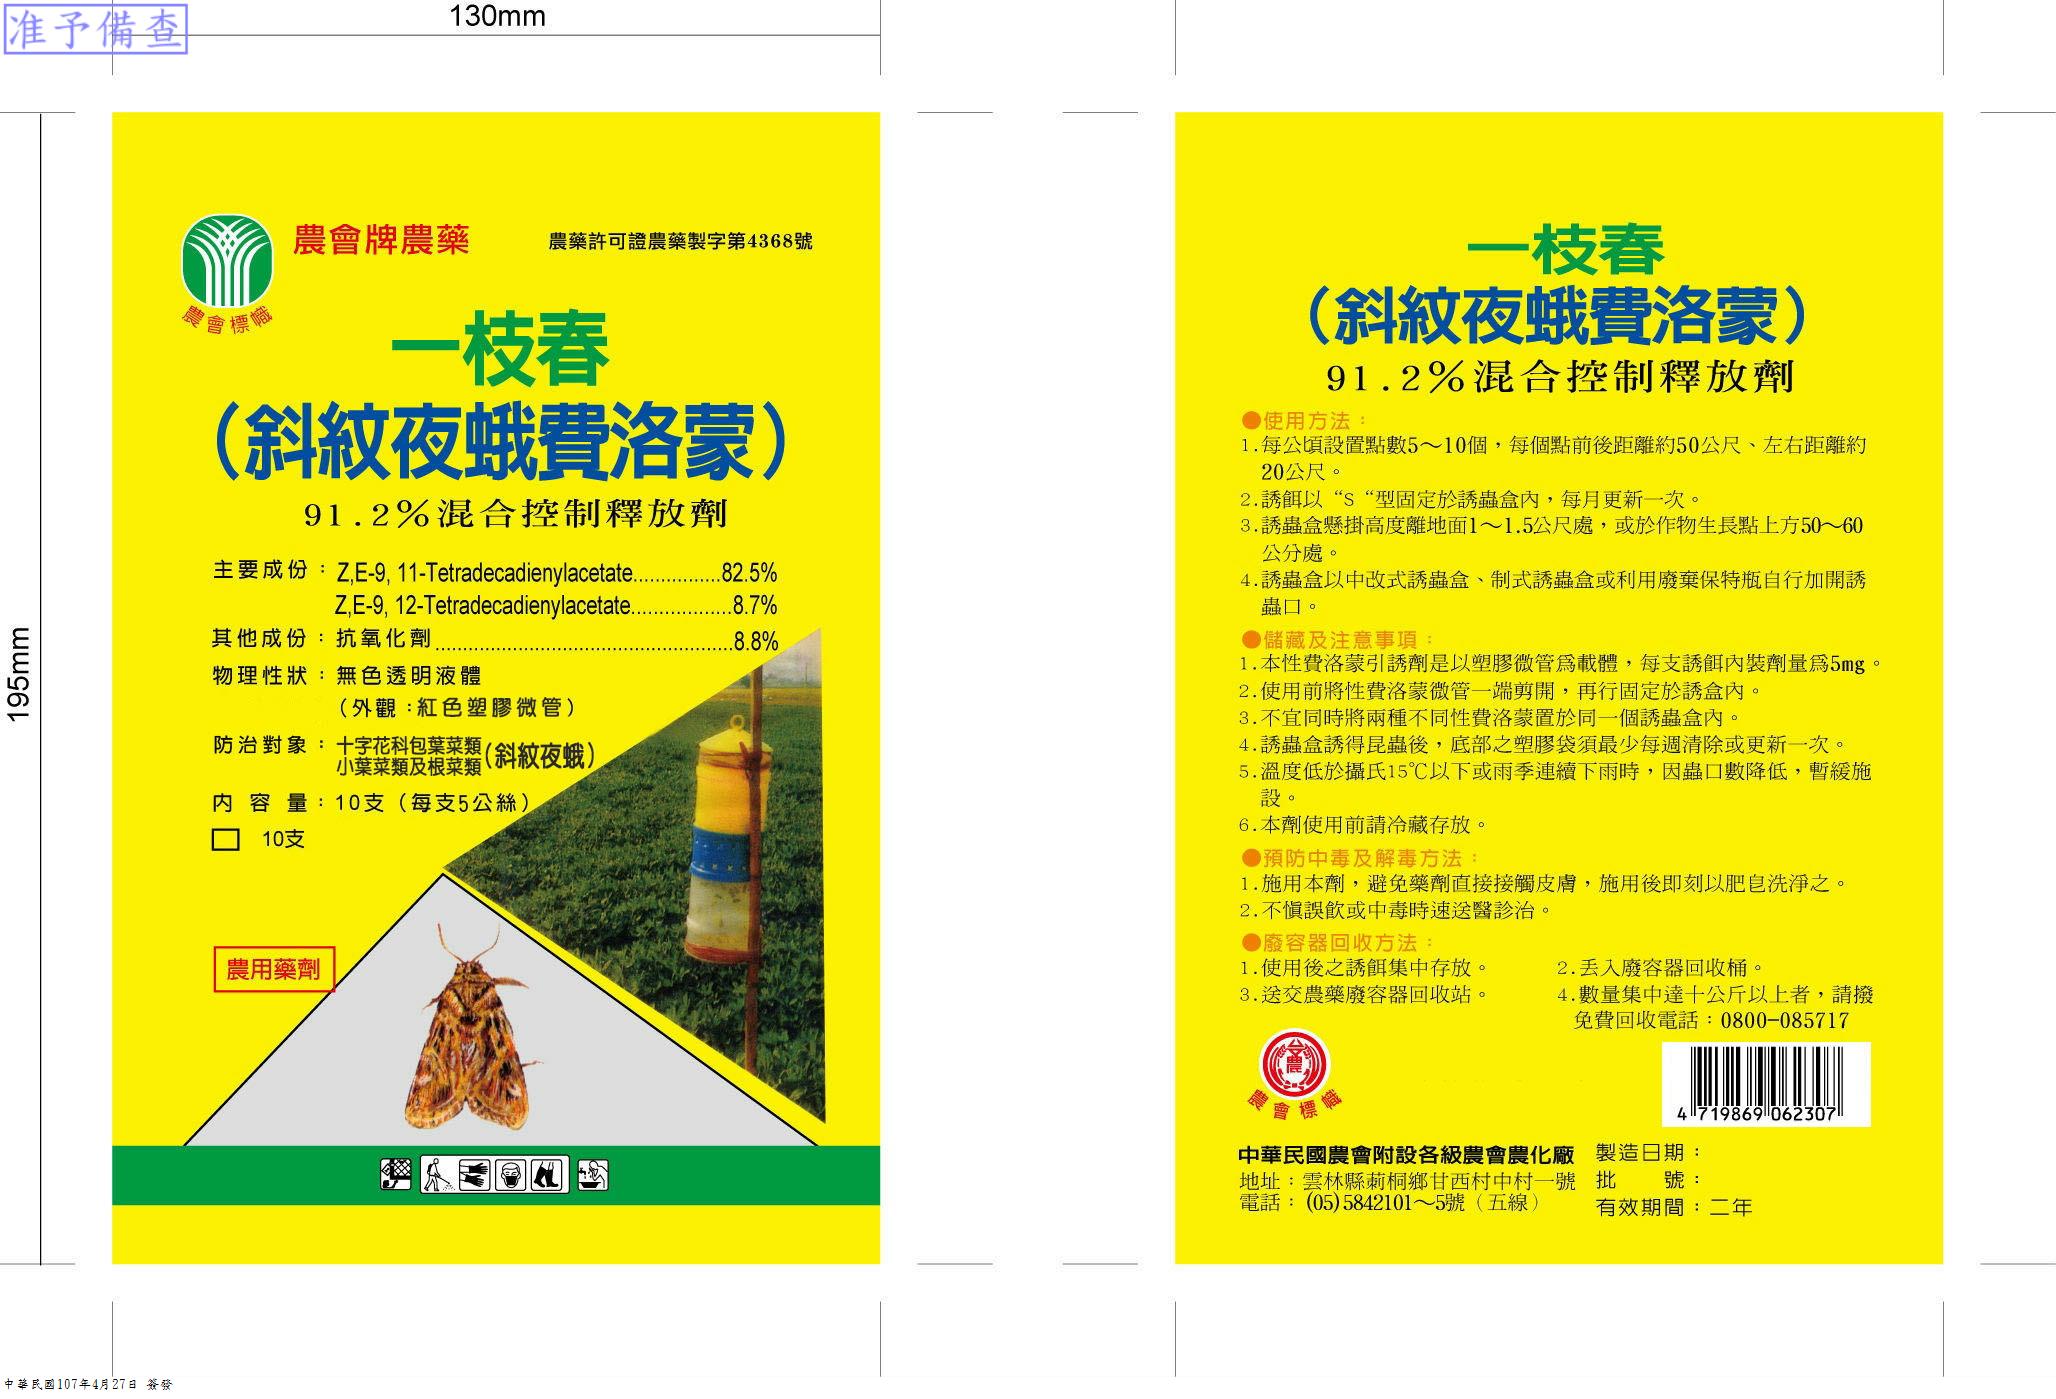 准予備查
130mm
195mm
農會牌農藥
農藥許可證農藥製字第4368號
農會標幟
一枝春
(斜紋夜蛾費洛蒙)
91.2%混合控制釋放劑
主要成份：Z,E-9, 11-Tetradecadienylacetate................82.5%
Z,E-9, 12-Tetradecadienylacetate..................8.7%
其他成份：抗氧化劑......................................................8.8%
物理性狀：無色透明液體
（外觀：紅色塑膠微管）
防治對象：十字花科包葉菜類
小葉菜類及根菜類(斜紋夜蛾)
內容量：10支（每支5公絲）
10支
農用藥劑
一枝春
(斜紋夜蛾費洛蒙)
91.2%混合控制釋放劑
●使用方法：
1.每公頃設置點數5～10個，每個點前後距離約50公尺、左右距離約
20公尺。
2.誘餌以“S“型固定於誘蟲盒內，每月更新一次。
3.誘蟲盒懸掛高度離地面1～1.5公尺處，或於作物生長點上方50～60
公分處。
4.誘蟲盒以中改式誘蟲盒、制式誘蟲盒或利用廢棄保特瓶自行加開誘
蟲口。
●儲藏及注意事項：
1.本性費洛蒙引誘劑是以塑膠微管為載體，每支誘餌內裝劑量為5mg。
2.使用前將性費洛蒙微管一端剪開，再行固定於誘盒內。
3.不宜同時將兩種不同性費洛蒙置於同一個誘蟲盒內。
4.誘蟲盒誘得昆蟲後，底部之塑膠袋須最少每週清除或更新一次。
5.溫度低於攝氏15℃以下或雨季連續下雨時，因蟲口數降低，暫緩施
設。
6.本劑使用前請冷藏存放。
●預防中毒及解毒方法：
1.施用本劑，避免藥劑直接接觸皮膚，施用後即刻以肥皂洗淨之。
2.不慎誤飲或中毒時速送醫診治。
●廢容器回收方法：
1.使用後之誘餌集中存放。 2.丟入廢容器回收桶。
3.送交農藥廢容器回收站。 4.數量集中達十公斤以上者，請撥
免費回收電話：0800-085717
農會標幟
4 719869 062307
中華民國農會附設各級農會農化廠
地址：雲林縣莿桐鄉甘西村中村一號
電話：(05)5842101～5號（五線）
製造日期：
批　　號：
有效期間：二年
中華民國107年4月27日 簽發